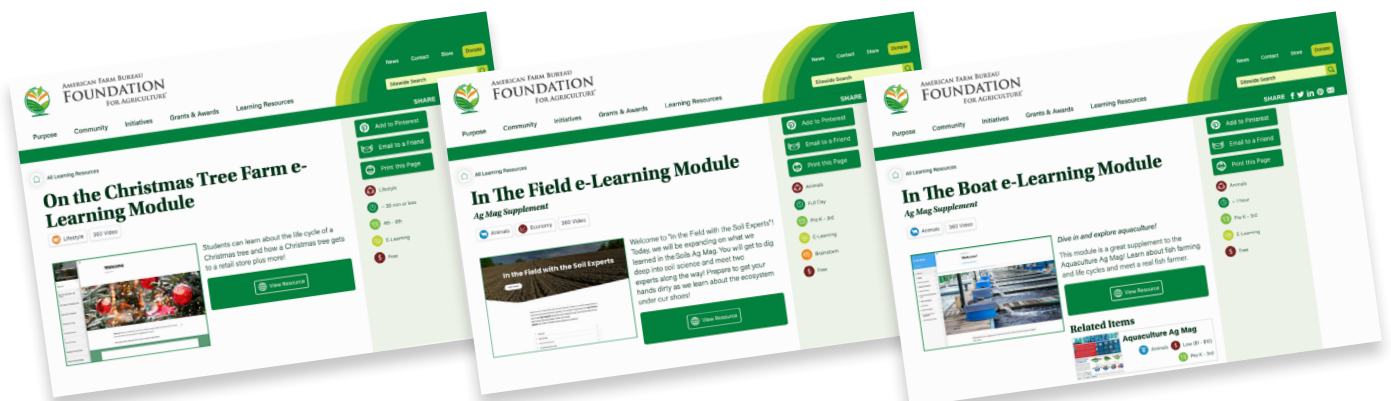 AMERICAN FARM BUREAU
FOUNDATION
FOR AGRICULTURE®
News Contact Store Donate
Sitewide Search
Purpose Community Initiatives Grants & Awards Learning Resources
SHARE
All Learning Resources
On the Christmas Tree Farm e-
Learning Module
Lifestyle 360 Video
Welcome
Students can learn about the life cycle of a
Christmas tree and how a Christmas tree gets
to a retail store plus more!
View Resource
Add to Pinterest
Email to a Friend
Print this Page
Lifestyle
~ 30 min or less
4th - 6th
E-Learning
Free
AMERICAN FARM BUREAU
FOUNDATION
FOR AGRICULTURE®
News Contact Store Donate
Sitewide Search
Purpose Community Initiatives Grants & Awards Learning Resources
SHARE
All Learning Resources
In The Field e-Learning Module
Ag Mag Supplement
Animals Economy 360 Video
In the Field with the Soil Experts
Welcome to "In the Field with the Soil Experts"!
Today, we will be expanding on what we
learned in the Soils Ag Mag. You will get to dig
deep into soil science and meet two
experts along the way! Prepare to get your
hands dirty as we learn about the ecosystem
under our shoes!
View Resource
Add to Pinterest
Email to a Friend
Print this Page
Animals
Full Day
Pre K - 3rd
E-Learning
Brainstorm
Free
AMERICAN FARM BUREAU
FOUNDATION
FOR AGRICULTURE®
News Contact Store Donate
Sitewide Search
Purpose Community Initiatives Grants & Awards Learning Resources
SHARE
All Learning Resources
In The Boat e-Learning Module
Ag Mag Supplement
Animals 360 Video
Welcome!
Dive in and explore aquaculture!
This module is a great supplement to the
Aquaculture Ag Mag! Learn about fish farming
and life cycles and meet a real fish farmer.
View Resource
Related Items
Aquaculture Ag Mag
Animals Low ($1 - $10)
Pre K - 3rd
Add to Pinterest
Email to a Friend
Print this Page
Animals
~ 1 hour
Pre K - 3rd
E-Learning
Free